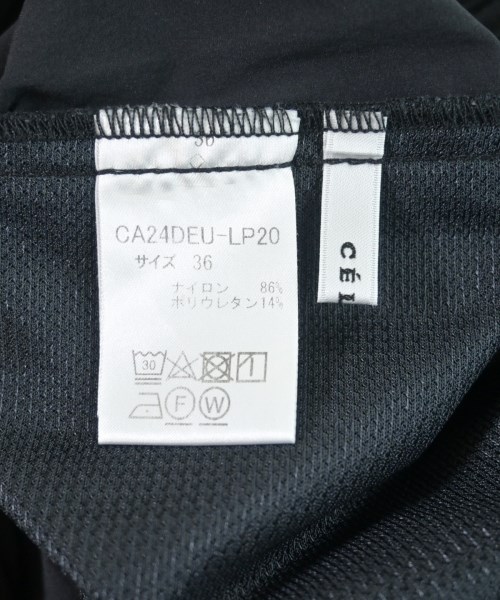 36
CA24DEU-LP20
サイズ 36
ナイロン 86%
ポリウレタン 14%
30
F W
CÉL